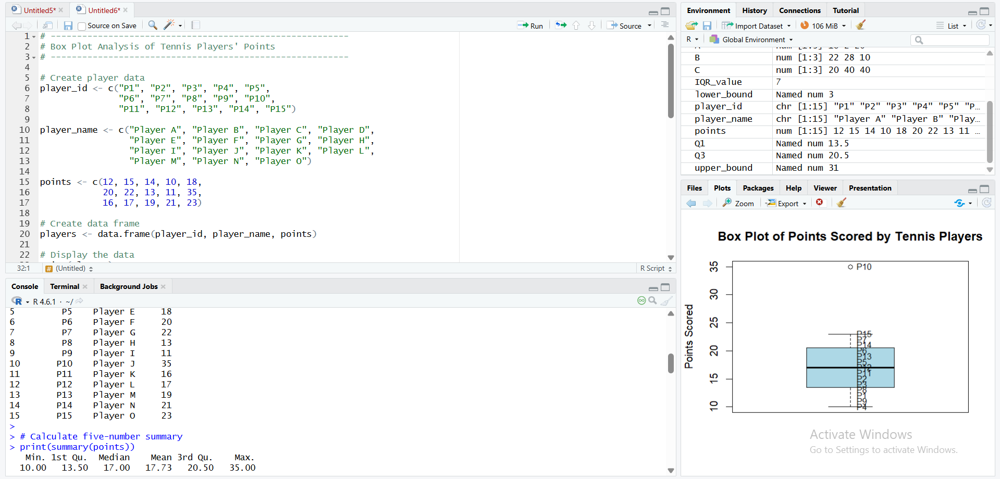 Untitled5*
Untitled6*
Source on Save
Run
Source
1 # ---------------------------------------------------------
2 # Box Plot Analysis of Tennis Players' Points
3 # ---------------------------------------------------------
4
5 # Create player data
6 player_id <- c("P1", "P2", "P3", "P4", "P5",
7 "P6", "P7", "P8", "P9", "P10",
8 "P11", "P12", "P13", "P14", "P15")
9
10 player_name <- c("Player A", "Player B", "Player C", "Player D",
11 "Player E", "Player F", "Player G", "Player H",
12 "Player I", "Player J", "Player K", "Player L",
13 "Player M", "Player N", "Player O")
14
15 points <- c(12, 15, 14, 10, 18,
16 20, 22, 13, 11, 35,
17 16, 17, 19, 21, 23)
18
19 # Create data frame
20 players <- data.frame(player_id, player_name, points)
21
22 # Display the data
32:1 # (Untitled) R Script
Console Terminal Background Jobs
R R 4.6.1 · ~/
5 P5 Player E 18
6 P6 Player F 20
7 P7 Player G 22
8 P8 Player H 13
9 P9 Player I 11
10 P10 Player J 35
11 P11 Player K 16
12 P12 Player L 17
13 P13 Player M 19
14 P14 Player N 21
15 P15 Player O 23
>
> # Calculate five-number summary
> print(summary(points))
Min. 1st Qu. Median Mean 3rd Qu. Max.
10.00 13.50 17.00 17.73 20.50 35.00
Environment History Connections Tutorial
Import Dataset 106 MiB List
R Global Environment
B num [1:3] 22 28 10
C num [1:3] 20 40 40
IQR_value 7
lower_bound Named num 3
player_id chr [1:15] "P1" "P2" "P3" "P4" "P5" "P...
player_name chr [1:15] "Player A" "Player B" "Play...
points num [1:15] 12 15 14 10 18 20 22 13 11 ...
Q1 Named num 13.5
Q3 Named num 20.5
upper_bound Named num 31
Files Plots Packages Help Viewer Presentation
Zoom Export
Box Plot of Points Scored by Tennis Players
Points Scored
35
30
25
20
15
10
P10
P15
P7
P14
P6
P13
P5
P12
P11
P2
P3
P8
P1
P9
P4
Activate Windows
Go to Settings to activate Windows.